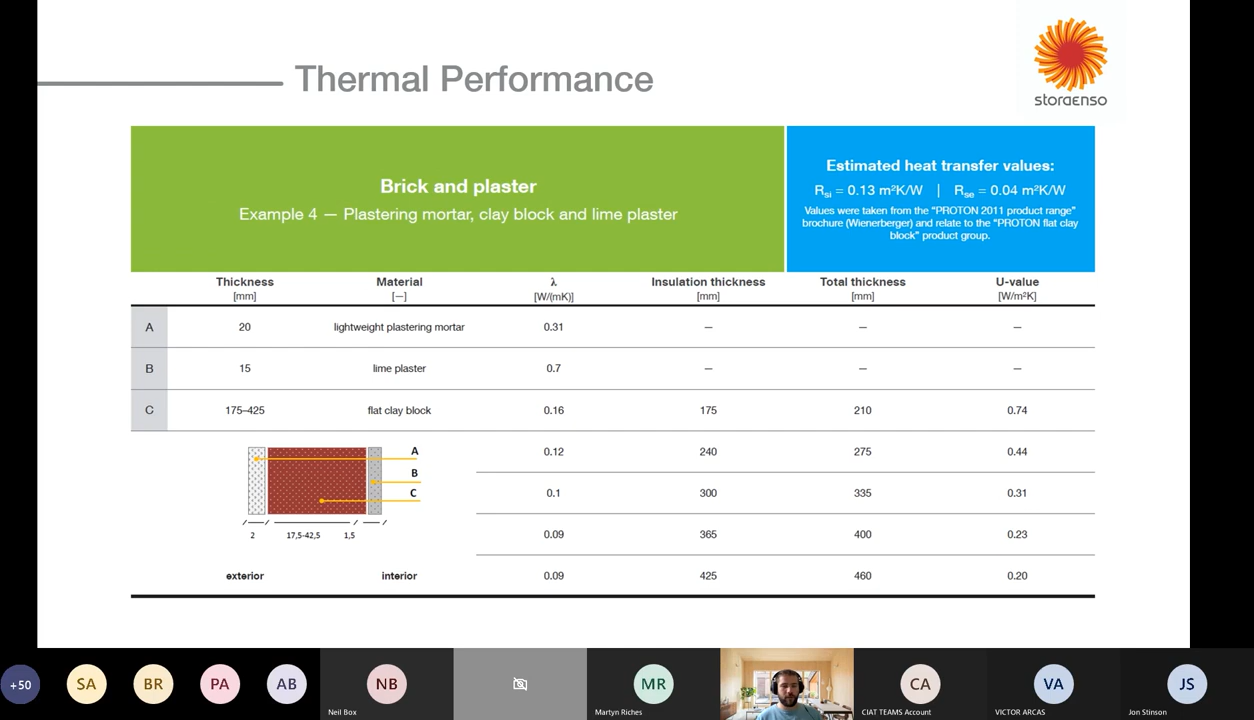 Thermal Performance
storaenso
Brick and plaster
Example 4 — Plastering mortar, clay block and lime plaster
Estimated heat transfer values:
Rsi = 0.13 m²K/W | Rse = 0.04 m²K/W
Values were taken from the “PROTON 2011 product range”
brochure (Wienerberger) and relate to the “PROTON flat clay
block” product group.
Thickness Material λ Insulation thickness Total thickness U-value
[mm] [—] [W/(mK)] [mm] [mm] [W/m²K]
A 20 lightweight plastering mortar 0.31 — — —
B 15 lime plaster 0.7 — — —
C 175–425 flat clay block 0.16 175 210 0.74
0.12 240 275 0.44
0.1 300 335 0.31
0.09 365 400 0.23
0.09 425 460 0.20
A
B
C
2 17,5-42,5 1,5
exterior interior
+50 SA BR PA AB NB MR CA VA JS
Neil Box Martyn Riches CIAT TEAMS Account VICTOR ARCAS Jon Stinson